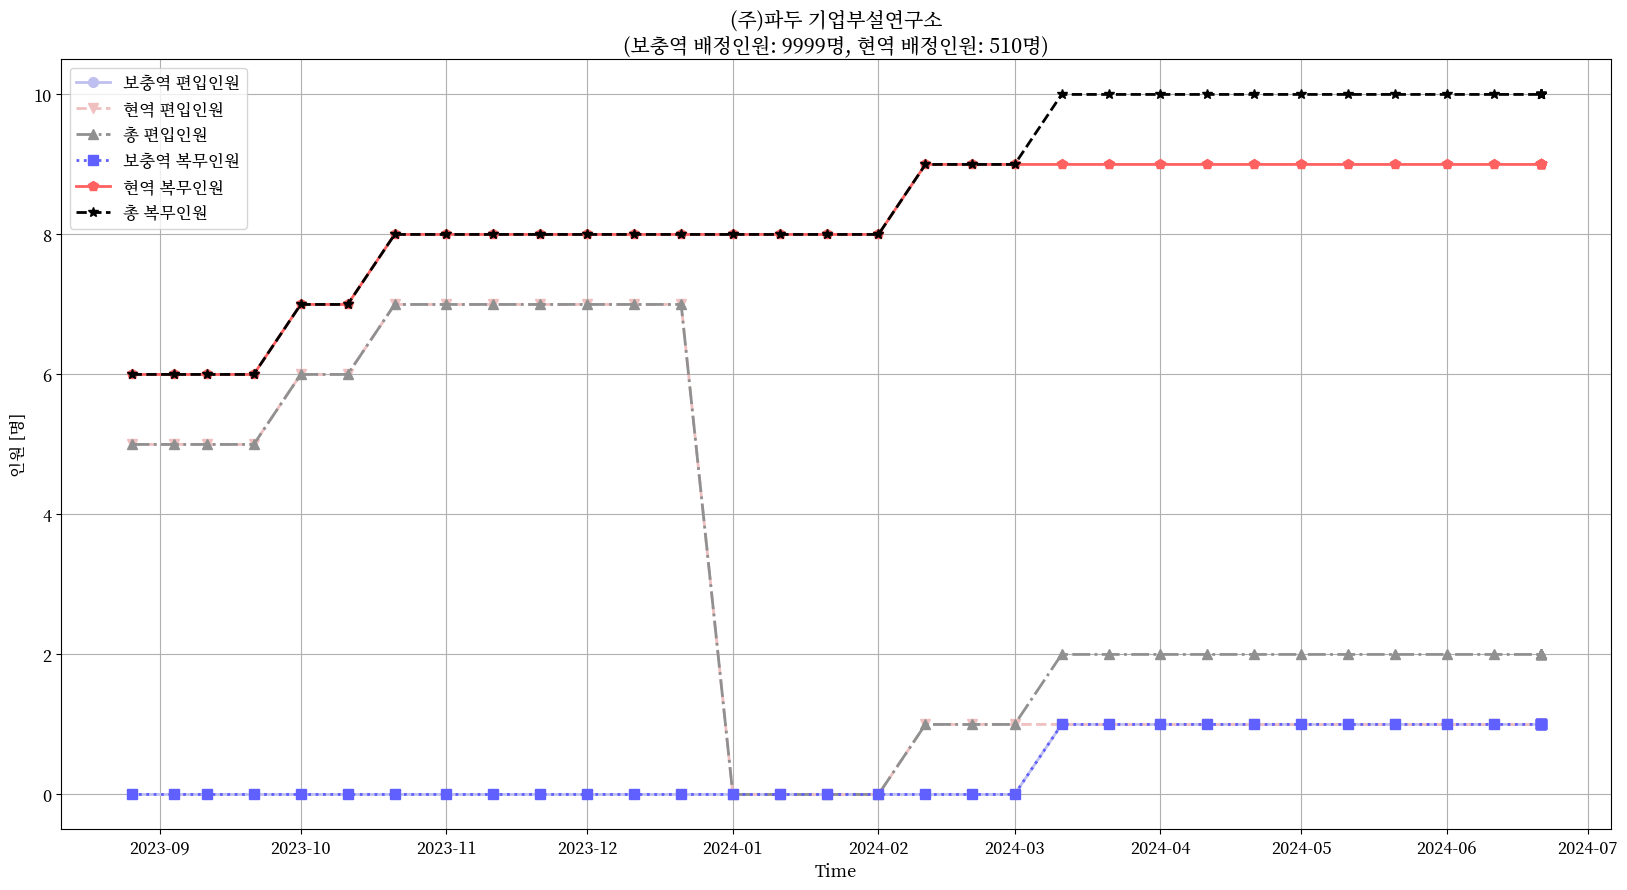 (주)파두 기업부설연구소
(보충역 배정인원: 9999명, 현역 배정인원: 510명)
보충역 편입인원
현역 편입인원
총 편입인원
보충역 복무인원
현역 복무인원
총 복무인원
인원 [명]
10
8
6
4
2
0
2023-09
2023-10
2023-11
2023-12
2024-01
2024-02
2024-03
2024-04
2024-05
2024-06
2024-07
Time